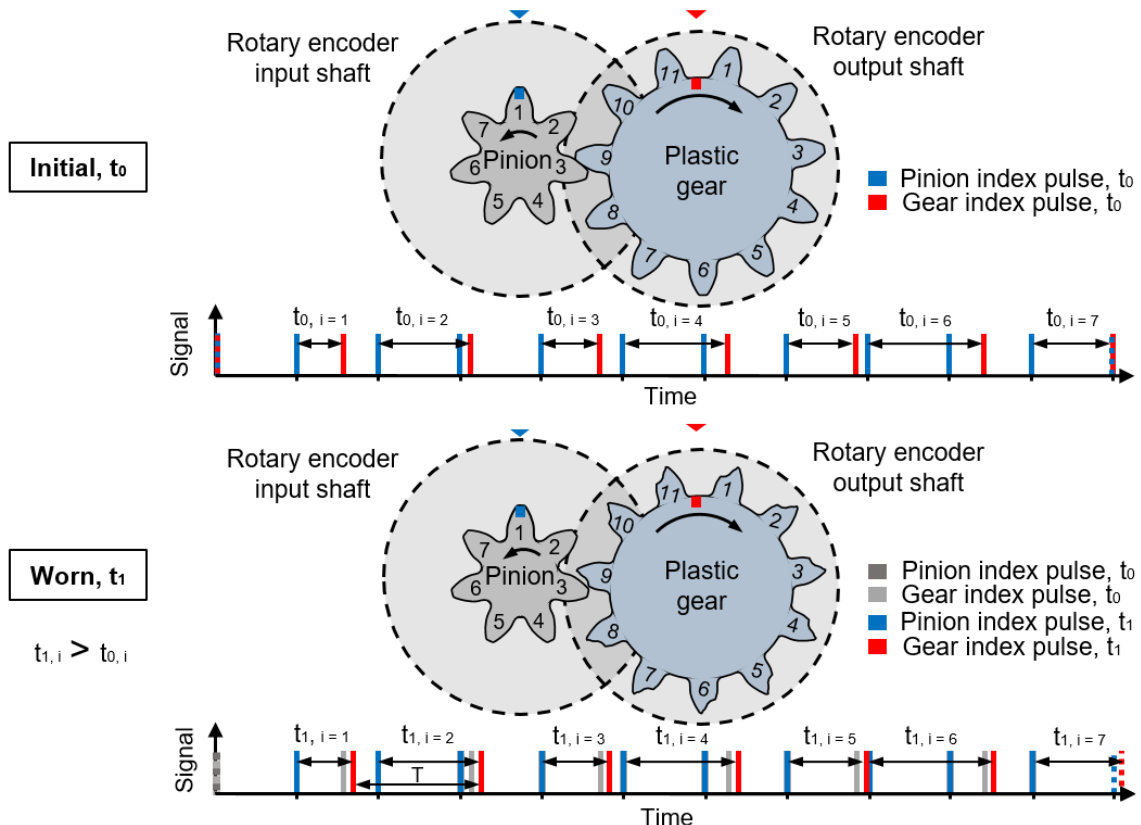 Rotary encoder
input shaft
Rotary encoder
output shaft
Initial, t₀
1
2
3
4
5
6
7
Pinion
1
2
3
4
5
6
7
8
9
10
11
Plastic
gear
Pinion index pulse, t₀
Gear index pulse, t₀
Signal
t₀, i = 1
t₀, i = 2
t₀, i = 3
t₀, i = 4
t₀, i = 5
t₀, i = 6
t₀, i = 7
Time
Rotary encoder
input shaft
Rotary encoder
output shaft
Worn, t₁
t₁, i > t₀, i
1
2
3
4
5
6
7
Pinion
1
2
3
4
5
6
7
8
9
10
11
Plastic
gear
Pinion index pulse, t₀
Gear index pulse, t₀
Pinion index pulse, t₁
Gear index pulse, t₁
Signal
t₁, i = 1
t₁, i = 2
t₁, i = 3
t₁, i = 4
t₁, i = 5
t₁, i = 6
t₁, i = 7
T
Time